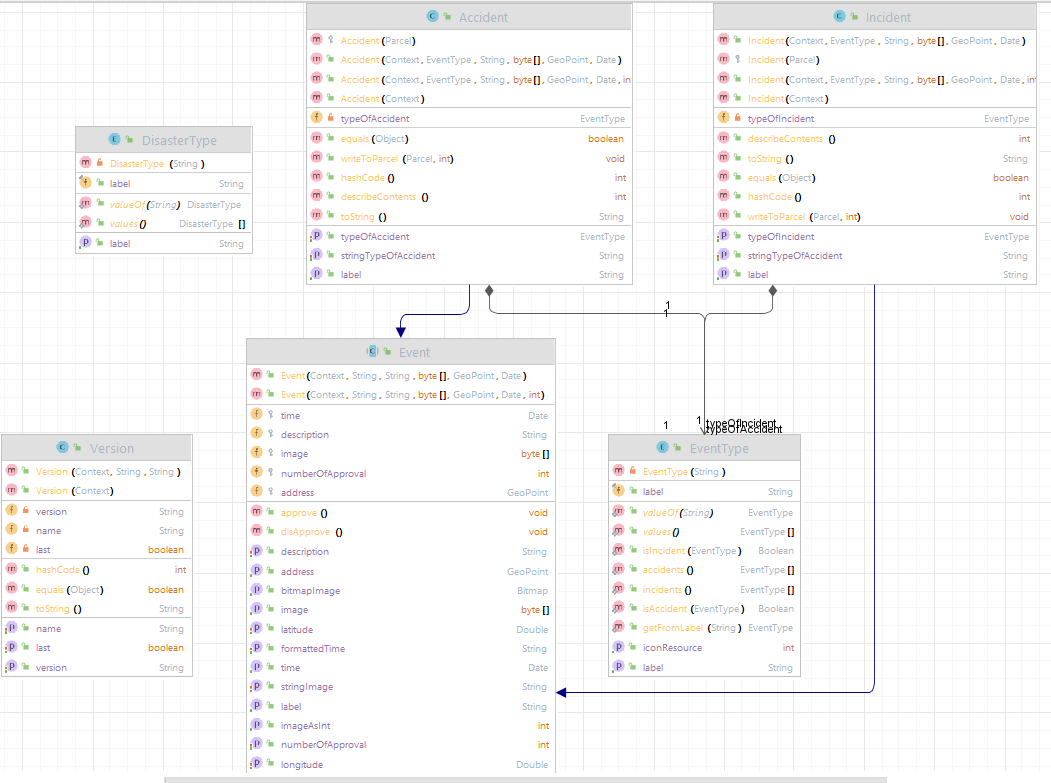 Accident
Accident(Parcel)
Accident(Context, EventType, String, byte[], GeoPoint, Date)
Accident(Context, EventType, String, byte[], GeoPoint, Date, in
Accident(Context)
typeOfAccident EventType
equals(Object) boolean
writeToParcel (Parcel, int) void
hashCode() int
describeContents () int
toString () String
typeOfAccident EventType
stringTypeOfAccident String
label String
Incident
Incident(Context, EventType, String, byte[], GeoPoint, Date)
Incident(Parcel)
Incident(Context, EventType, String, byte[], GeoPoint, Date, int
Incident(Context)
typeOfIncident EventType
describeContents () int
toString () String
equals(Object) boolean
hashCode() int
writeToParcel (Parcel, int) void
typeOfIncident EventType
stringTypeOfAccident String
label String
DisasterType
DisasterType (String)
label String
valueOf(String) DisasterType
values() DisasterType []
label String
1
1
1
1
typeOfIncident
typeOfAccident
Event
Event(Context, String, String, byte[], GeoPoint, Date)
Event(Context, String, String, byte[], GeoPoint, Date, int)
time Date
description String
image byte[]
numberOfApproval int
address GeoPoint
approve () void
disApprove () void
description String
address GeoPoint
bitmapImage Bitmap
image byte[]
latitude Double
formattedTime String
time Date
stringImage String
label String
imageAsInt int
numberOfApproval int
longitude Double
Version
Version (Context, String, String)
Version (Context)
version String
name String
last boolean
hashCode() int
equals(Object) boolean
toString () String
name String
last boolean
version String
EventType
EventType (String)
label String
valueOf(String) EventType
values() EventType []
isIncident (EventType) Boolean
accidents () EventType []
incidents () EventType []
isAccident (EventType) Boolean
getFromLabel (String) EventType
iconResource int
label String